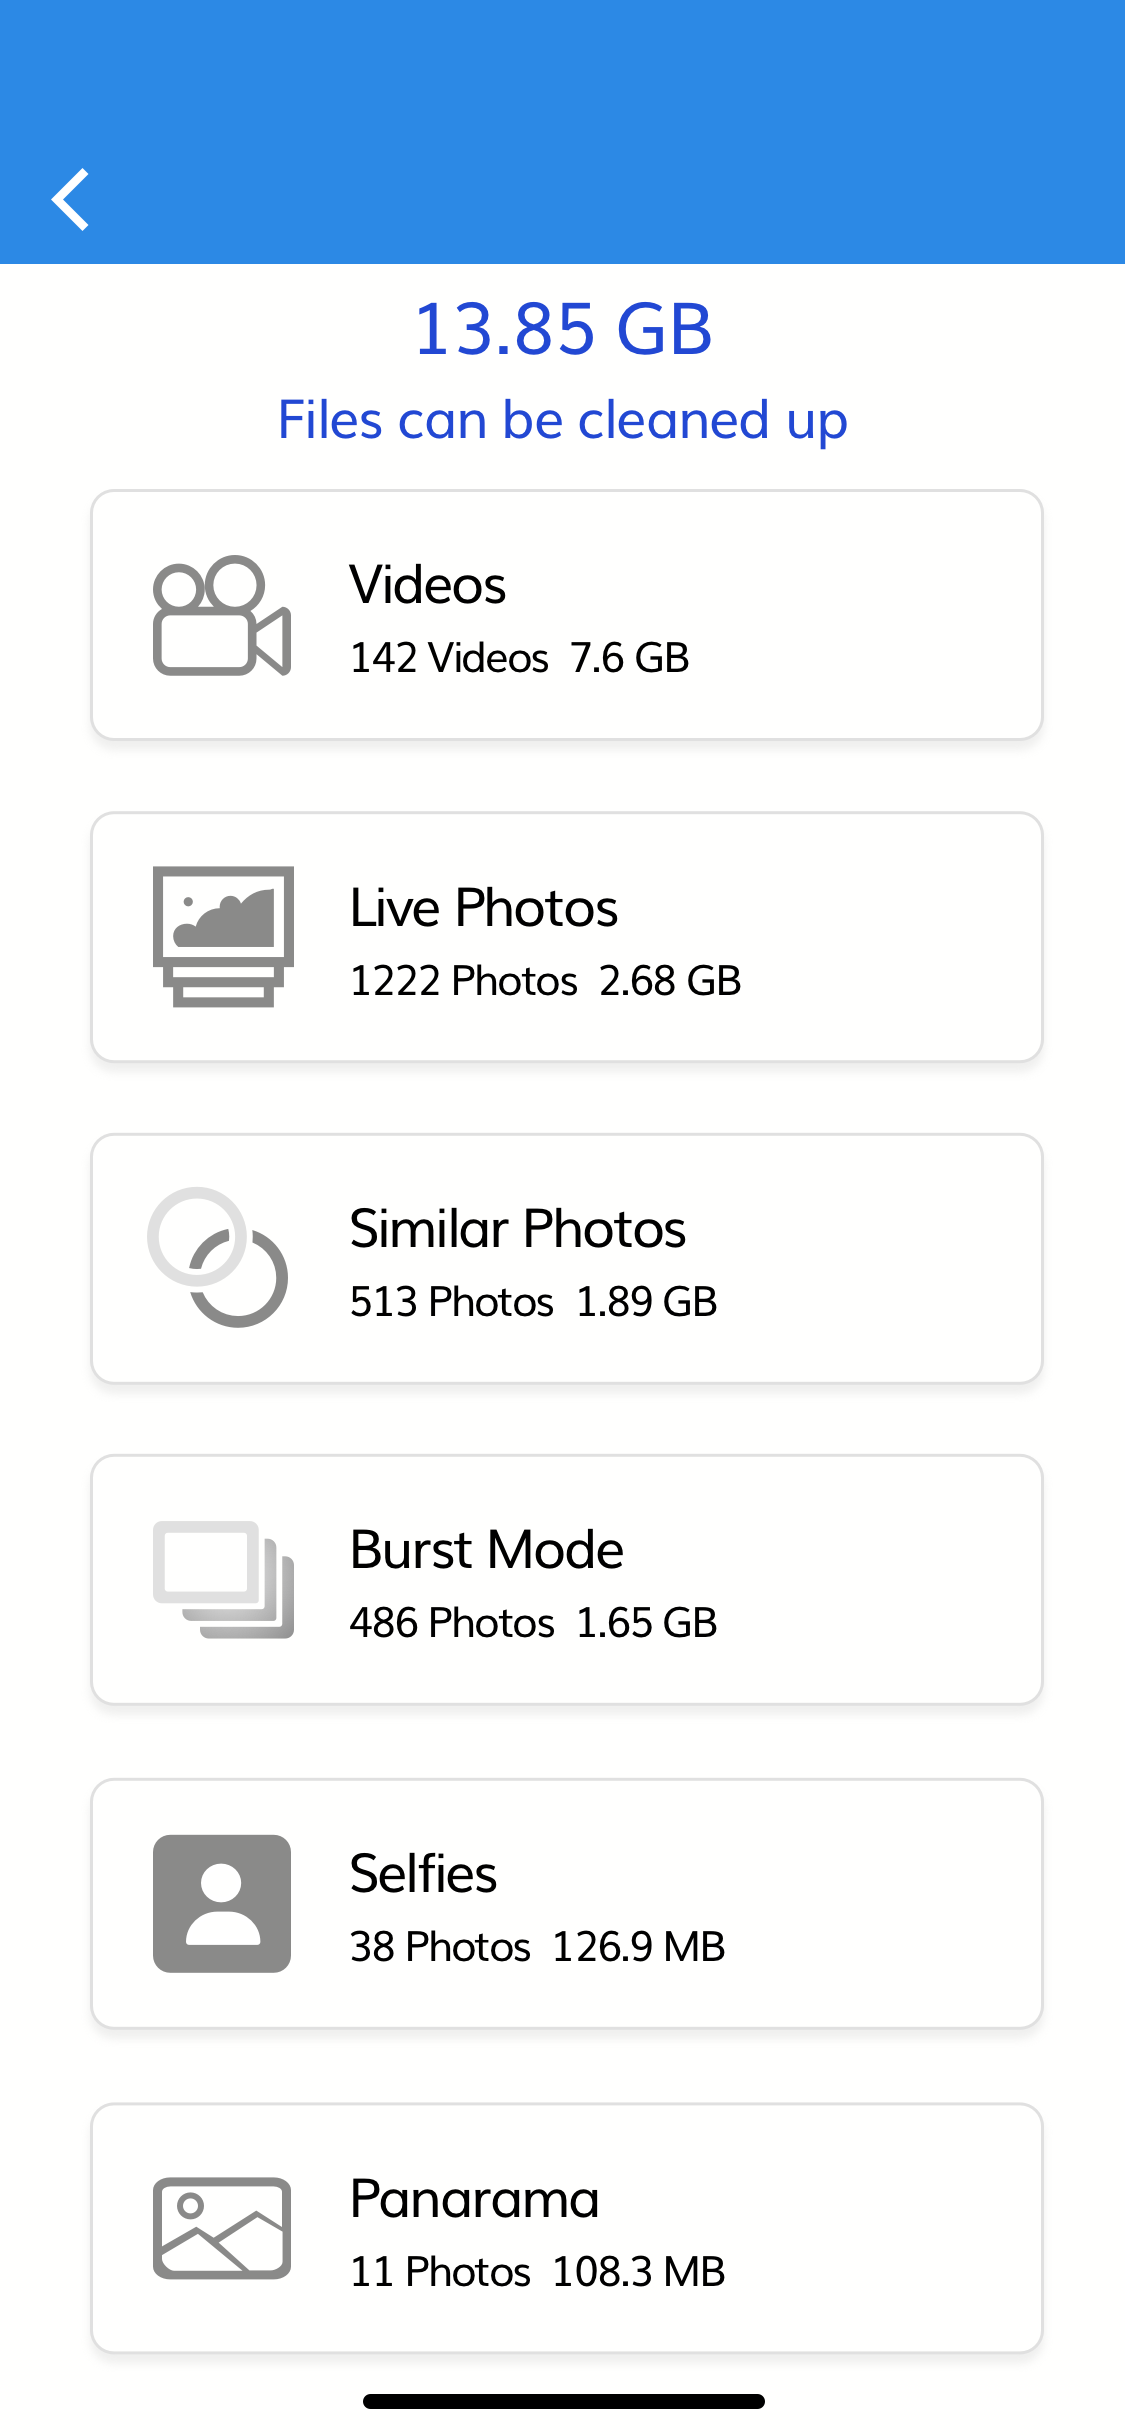 13.85 GB
Files can be cleaned up
Videos
142 Videos 7.6 GB
Live Photos
1222 Photos 2.68 GB
Similar Photos
513 Photos 1.89 GB
Burst Mode
486 Photos 1.65 GB
Selfies
38 Photos 126.9 MB
Panarama
11 Photos 108.3 MB